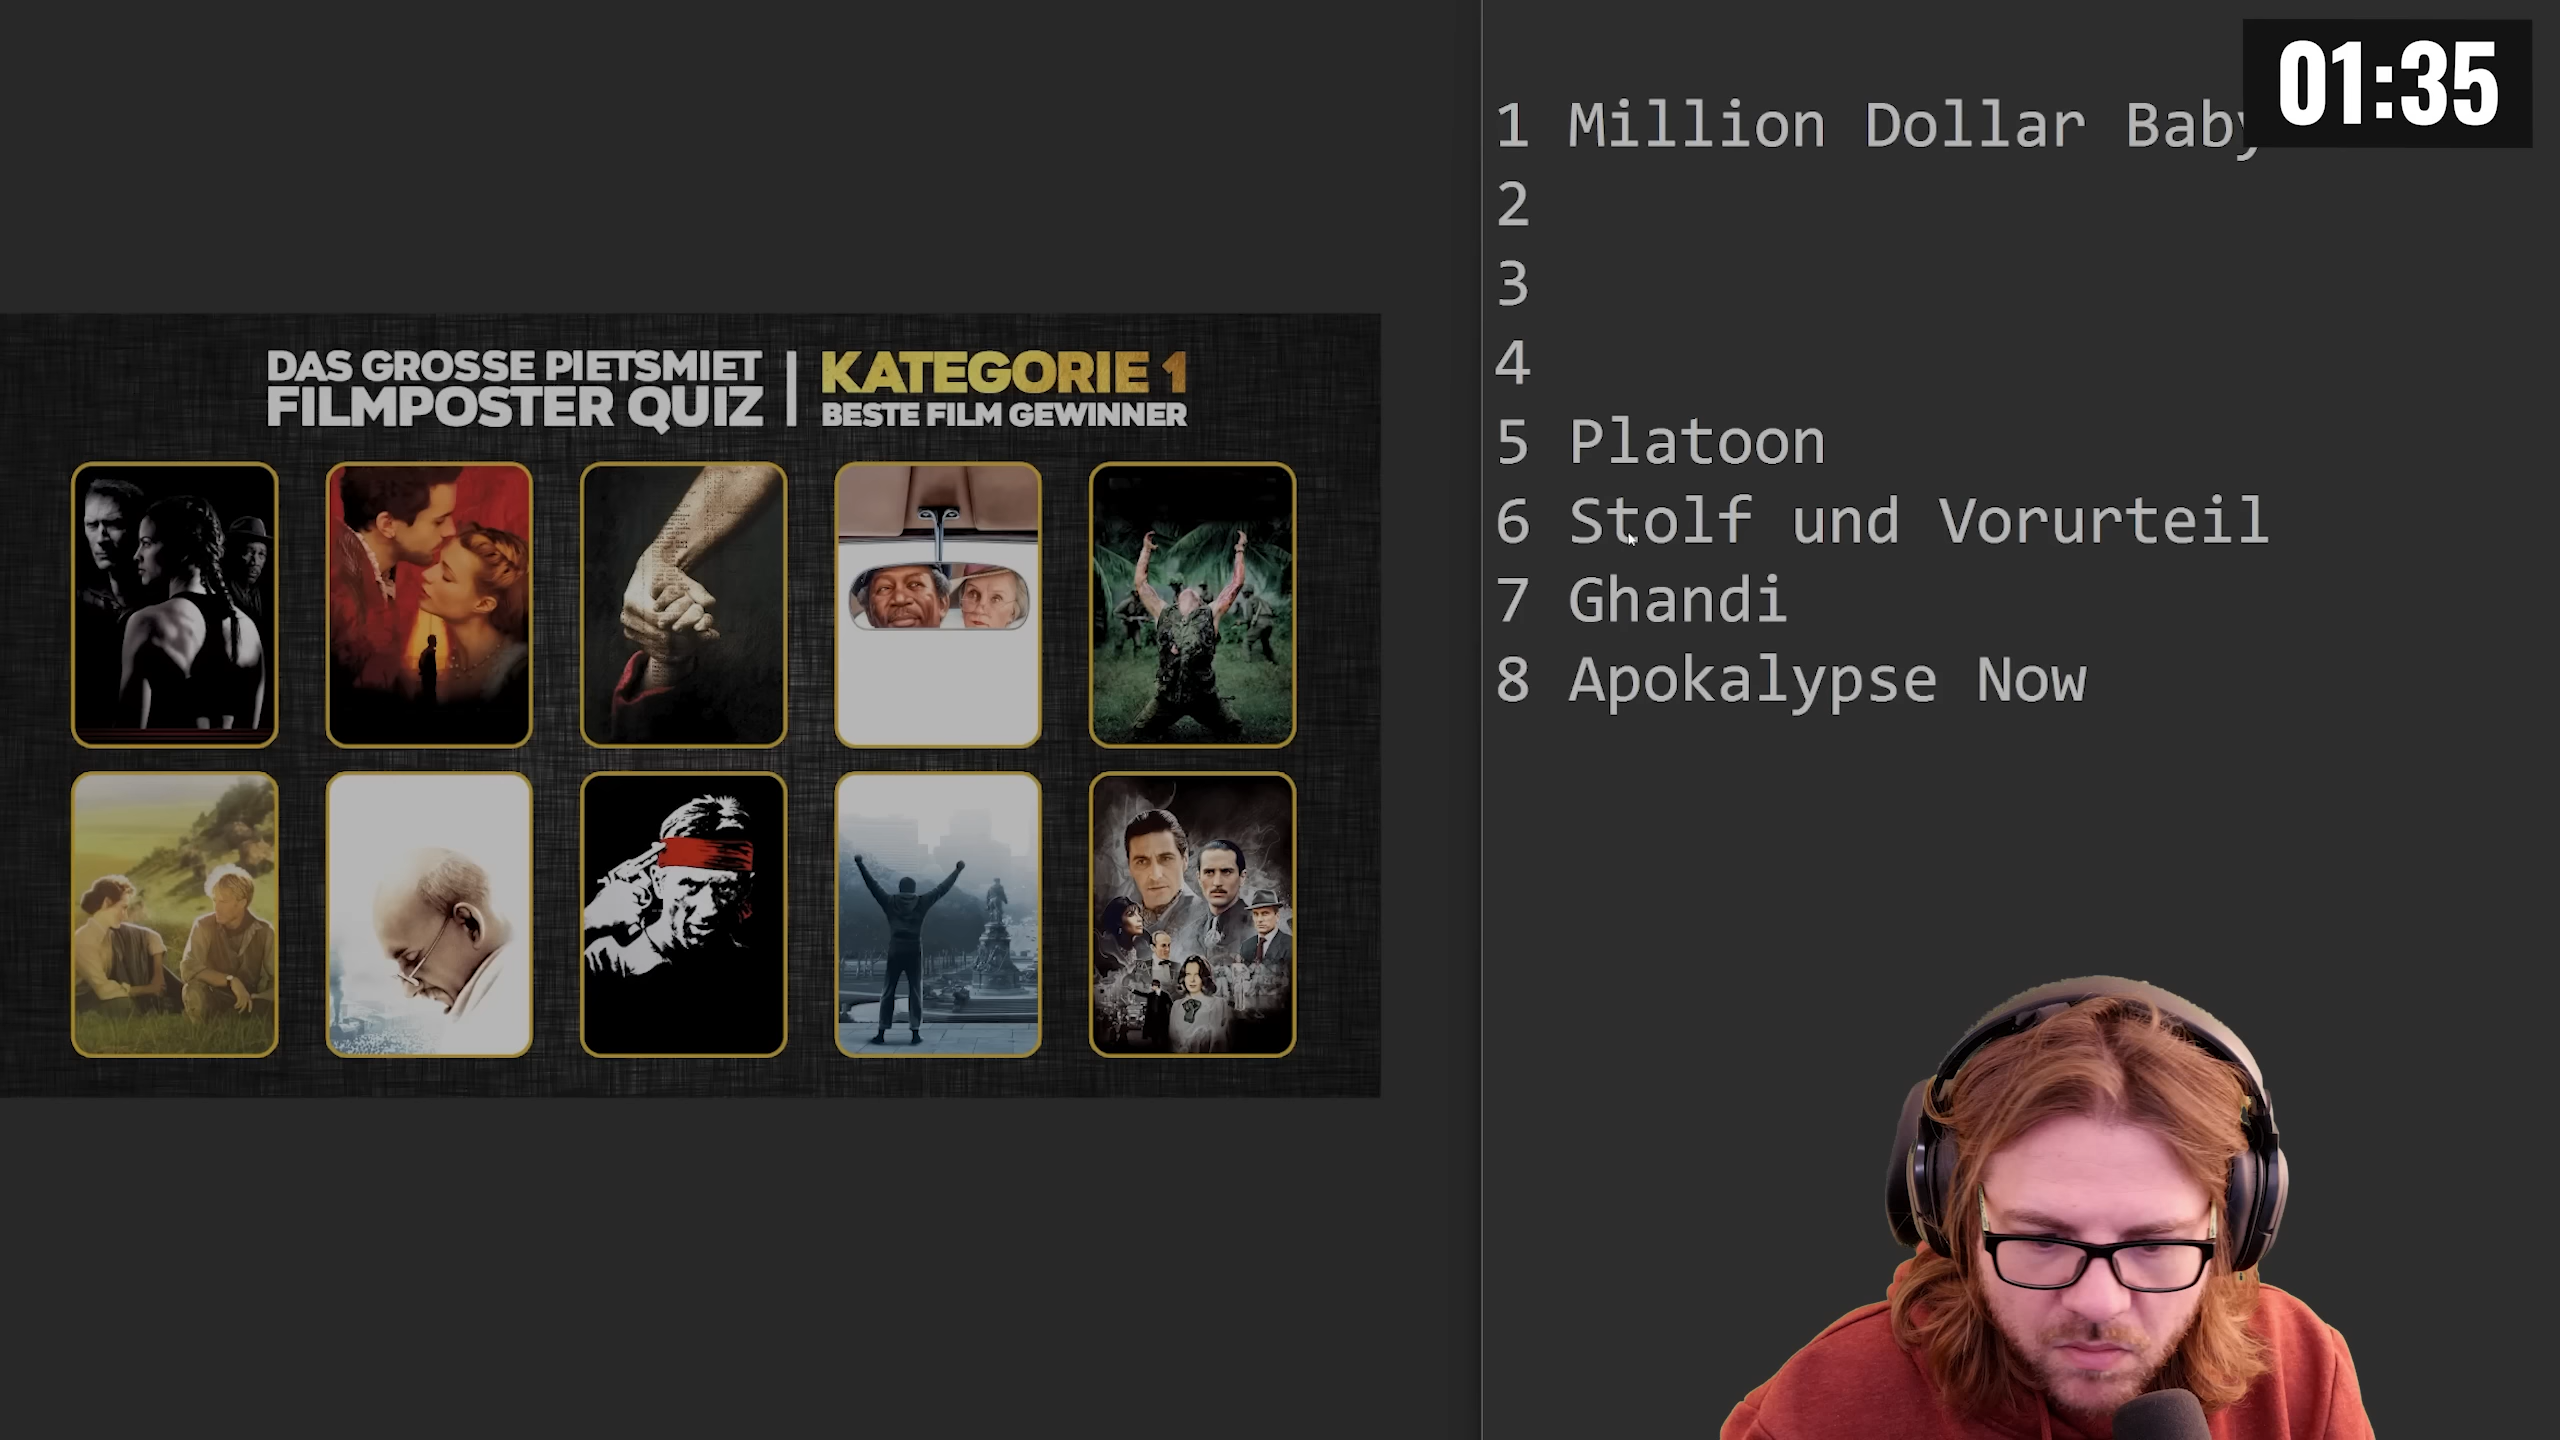 01:35
1 Million Dollar Baby
2
3
4
5 Platoon
6 Stolf und Vorurteil
7 Ghandi
8 Apokalypse Now
DAS GROSSE PIETSMIET
FILMPOSTER QUIZ
KATEGORIE 1
BESTE FILM GEWINNER